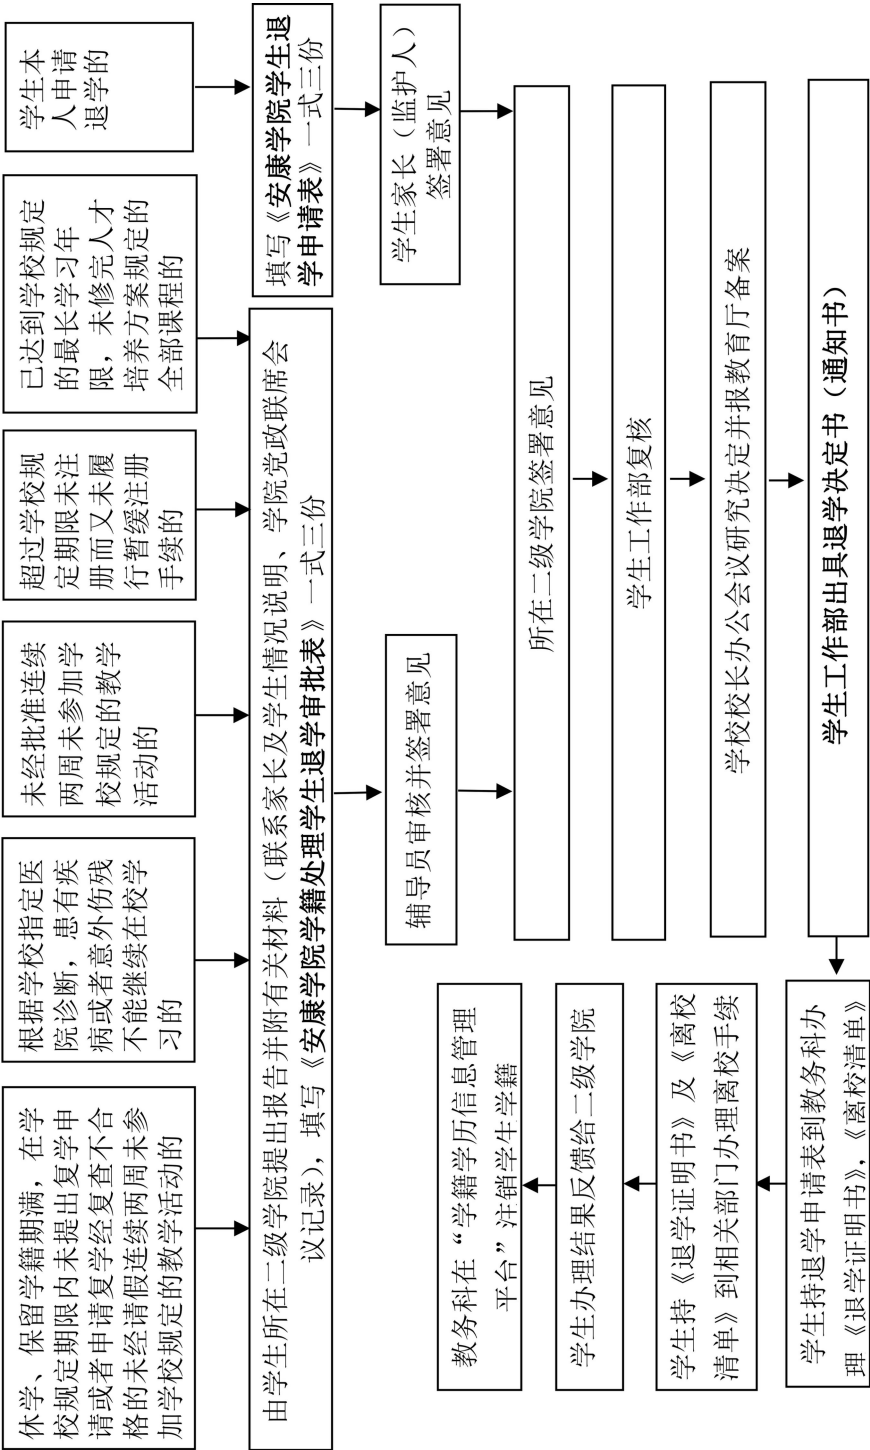 休学、保留学籍期满，在学
校规定期限内未提出复学申
请或者申请复学经复查不合
格的未经请假连续两周未参
加学校规定的教学活动的
根据学校指定医
院诊断，患有疾
病或者意外伤残
不能继续在校学
习的
未经批准连续
两周未参加学
校规定的教学
活动的
超过学校规
定期限未注
册而又未履
行暂缓注册
手续的
已达到学校规定
的最长学习年
限，未修完人才
培养方案规定的
全部课程的
学生本
人申请
退学的
由学生所在二级学院提出报告并附有关材料（联系家长及学生情况说明、学院党政联席会
议记录），填写《安康学院学籍处理学生退学审批表》一式三份
填写《安康学院学生退
学申请表》一式三份
辅导员审核并签署意见
学生家长（监护人）
签署意见
所在二级学院签署意见
学生工作部复核
学校校长办公会议研究决定并报教育厅备案
学生工作部出具退学决定书（通知书）
学生持退学申请表到教务科办
理《退学证明书》，《离校清单》
学生持《退学证明书》及《离校
清单》到相关部门办理离校手续
学生办理结果反馈给二级学院
教务科在“学籍学历信息管理
平台”注销学生学籍